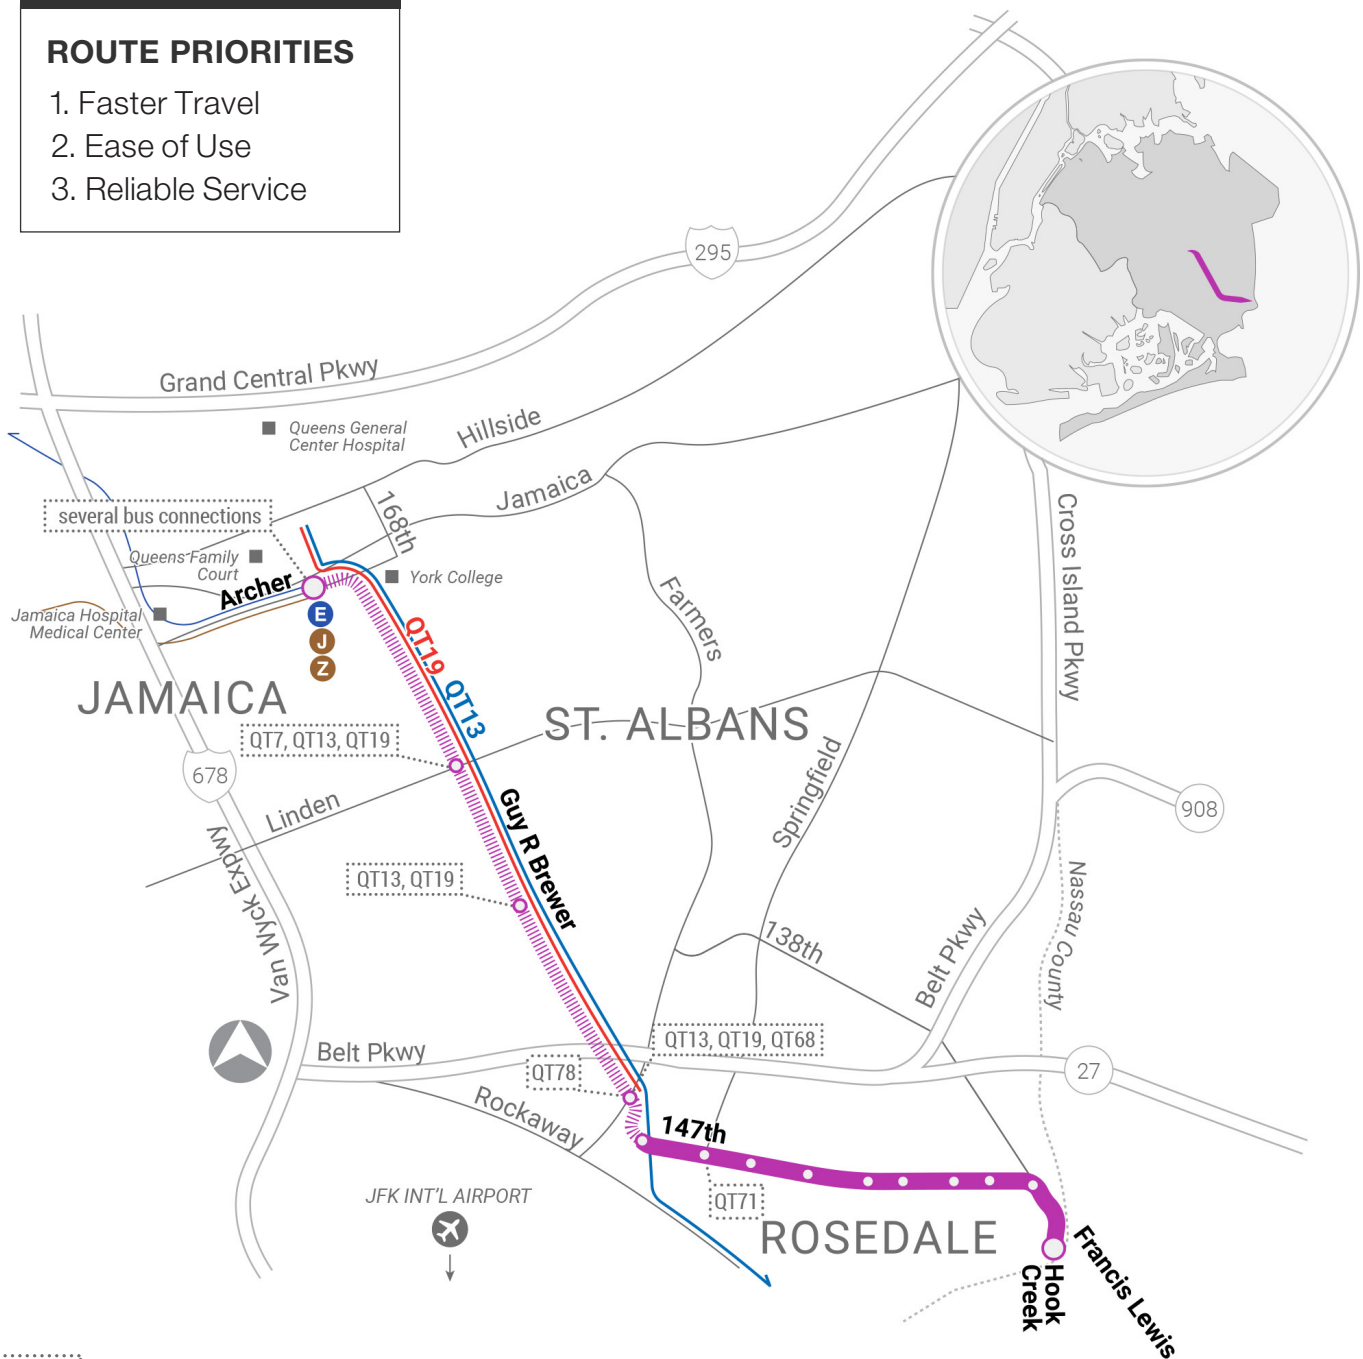 ROUTE PRIORITIES
1. Faster Travel
2. Ease of Use
3. Reliable Service
295
Grand Central Pkwy
Queens General
Center Hospital
Hillside
Jamaica
168th
several bus connections
Queens Family
Court
Archer
York College
Jamaica Hospital
Medical Center
E
J
Z
JAMAICA
QT19
QT13
Farmers
Cross Island Pkwy
ST. ALBANS
QT7, QT13, QT19
678
Linden
Springfield
908
Guy R Brewer
QT13, QT19
Van Wyck Expwy
138th
Nassau County
Belt Pkwy
Belt Pkwy
QT13, QT19, QT68
QT78
27
Rockaway
147th
JFK INT'L AIRPORT
QT71
ROSEDALE
Francis Lewis
Hook
Creek